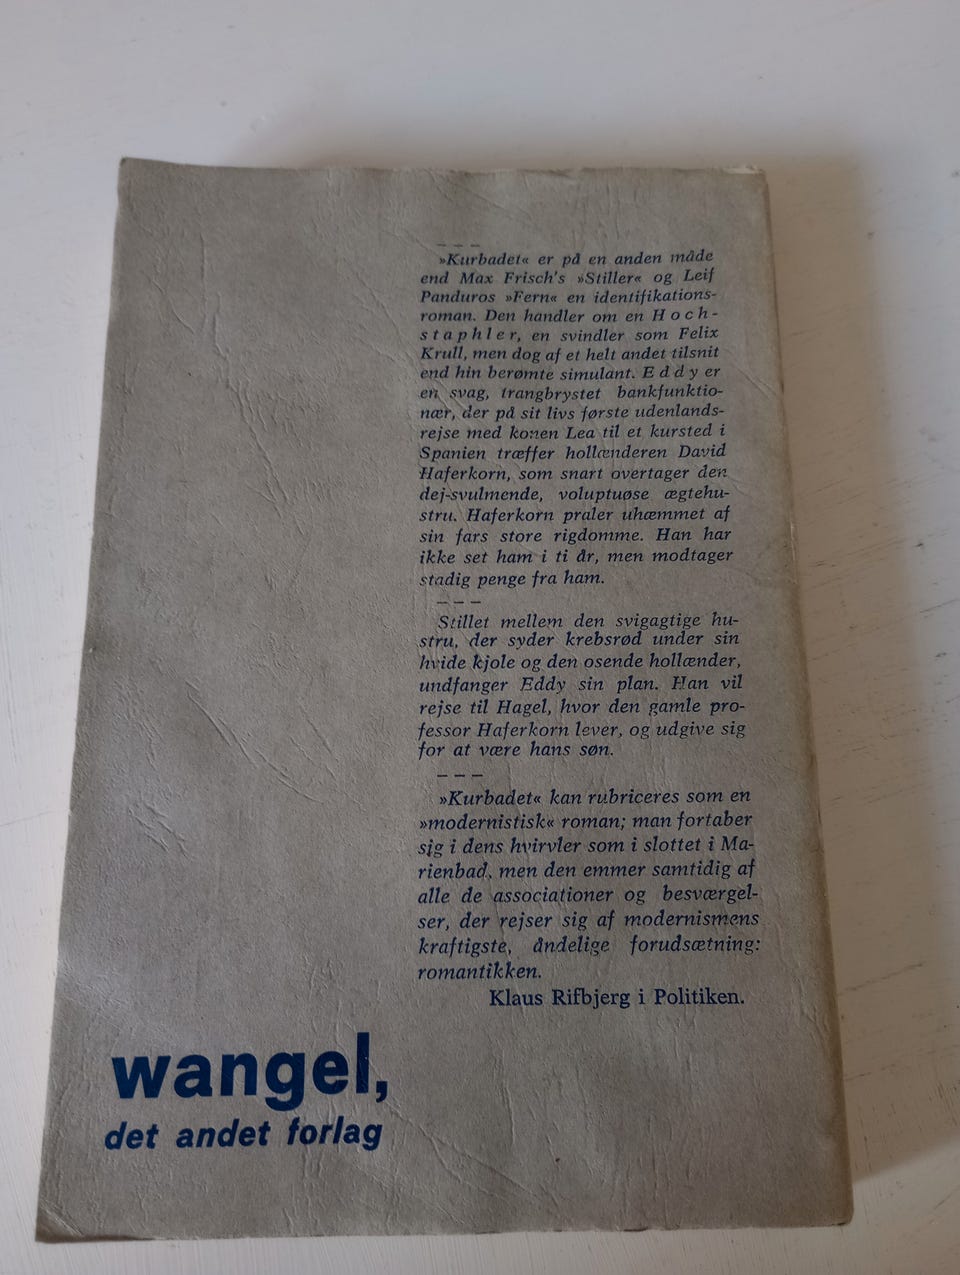 — — —
»Kurbadet« er på en anden måde
end Max Frisch's »Stiller« og Leif
Panduros »Fern« en identifikations-
roman. Den handler om en Hoch-
staphler, en svindler som Felix
Krull, men dog af et helt andet tilsnit
end hin berømte simulant. Eddy er
en svag, trangbrystet bankfunktio-
nær, der på sit livs første udenlands-
rejse med konen Lea til et kursted i
Spanien træffer hollænderen David
Haferkorn, som snart overtager den
dej-svulmende, voluptuøse ægtehu-
stru. Haferkorn praler uhæmmet af
sin fars store rigdomme. Han har
ikke set ham i ti år, men modtager
stadig penge fra ham.
— — —
Stillet mellem den svigagtige hu-
stru, der syder krebsrød under sin
hvide kjole og den osende hollænder,
undfanger Eddy sin plan. Han vil
rejse til Hagel, hvor den gamle pro-
fessor Haferkorn lever, og udgive sig
for at være hans søn.
— — —
»Kurbadet« kan rubriceres som en
»modernistisk« roman; man fortaber
sig i dens hvirvler som i slottet i Ma-
rienbad, men den emmer samtidig af
alle de associationer og besværgel-
ser, der rejser sig af modernismens
kraftigste, åndelige forudsætning:
romantikken.
Klaus Rifbjerg i Politiken.
wangel,
det andet forlag